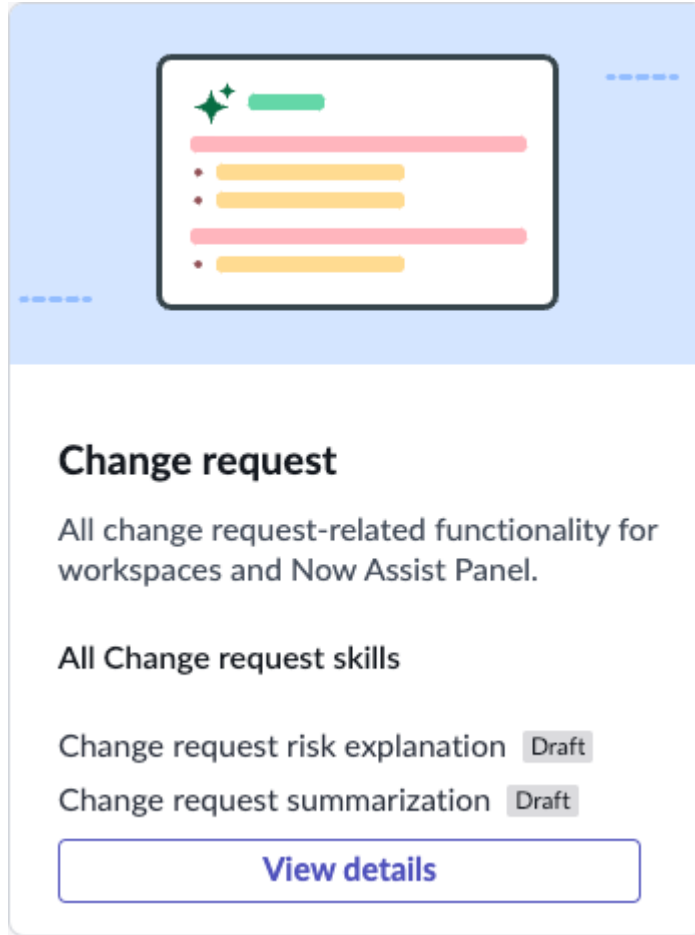 Change request
All change request-related functionality for
workspaces and Now Assist Panel.
All Change request skills
Change request risk explanation Draft
Change request summarization Draft
View details